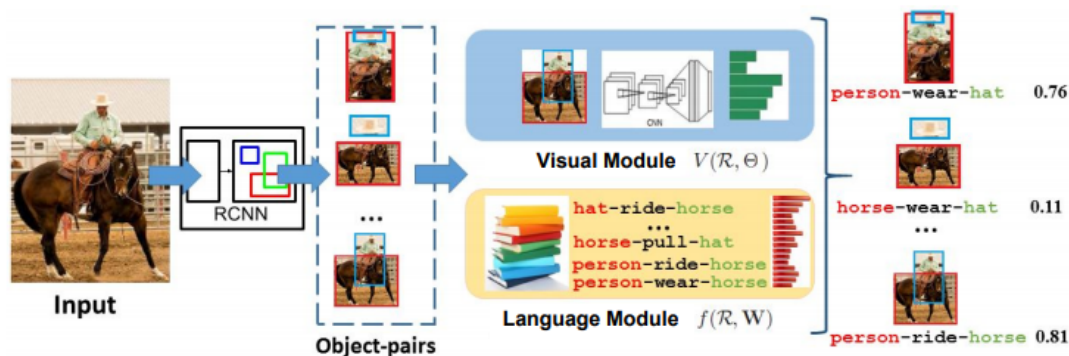 Input
RCNN
...
Object-pairs
CNN
Visual Module V(R, Θ)
hat-ride-horse
...
horse-pull-hat
person-ride-horse
person-wear-horse
Language Module f(R, W)
person-wear-hat 0.76
horse-wear-hat 0.11
...
person-ride-horse 0.81